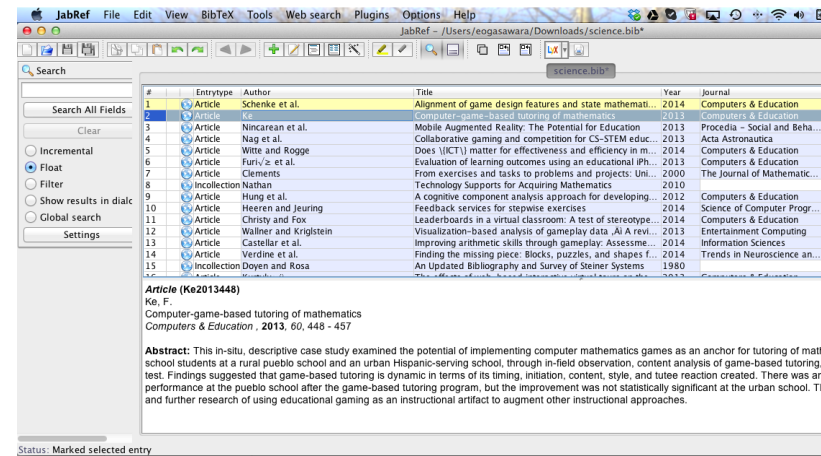 JabRef File Edit View BibTeX Tools Web search Plugins Options Help
JabRef – /Users/eogasawara/Downloads/science.bib*
Search
science.bib*
Search All Fields
Clear
Incremental
Float
Filter
Show results in dialo
Global search
Settings
# Entrytype Author Title Year Journal
1 Article Schenke et al. Alignment of game design features and state mathemati... 2014 Computers & Education
2 Article Ke Computer-game-based tutoring of mathematics 2013 Computers & Education
3 Article Nincarean et al. Mobile Augmented Reality: The Potential for Education 2013 Procedia – Social and Beha...
4 Article Nag et al. Collaborative gaming and competition for CS-STEM educ... 2013 Acta Astronautica
5 Article Witte and Rogge Does \{ICT\} matter for effectiveness and efficiency in m... 2014 Computers & Education
6 Article Furi√≥ et al. Evaluation of learning outcomes using an educational iPh... 2013 Computers & Education
7 Article Clements From exercises and tasks to problems and projects: Uni... 2000 The Journal of Mathematic...
8 Incollection Nathan Technology Supports for Acquiring Mathematics 2010
9 Article Hung et al. A cognitive component analysis approach for developing... 2012 Computers & Education
10 Article Heeren and Jeuring Feedback services for stepwise exercises 2014 Science of Computer Progr...
11 Article Christy and Fox Leaderboards in a virtual classroom: A test of stereotype... 2014 Computers & Education
12 Article Wallner and Kriglstein Visualization-based analysis of gameplay data ‚Äì A revi... 2013 Entertainment Computing
13 Article Castellar et al. Improving arithmetic skills through gameplay: Assessme... 2014 Information Sciences
14 Article Verdine et al. Finding the missing piece: Blocks, puzzles, and shapes f... 2014 Trends in Neuroscience an...
15 Incollection Doyen and Rosa An Updated Bibliography and Survey of Steiner Systems 1980
Article (Ke2013448)
Ke, F.
Computer-game-based tutoring of mathematics
Computers & Education , 2013, 60, 448 - 457
Abstract: This in-situ, descriptive case study examined the potential of implementing computer mathematics games as an anchor for tutoring of mat
school students at a rural pueblo school and an urban Hispanic-serving school, through in-field observation, content analysis of game-based tutoring,
test. Findings suggested that game-based tutoring is dynamic in terms of its timing, initiation, content, style, and tutee reaction created. There was an
performance at the pueblo school after the game-based tutoring program, but the improvement was not statistically significant at the urban school. T
and further research of using educational gaming as an instructional artifact to augment other instructional approaches.
Status: Marked selected entry